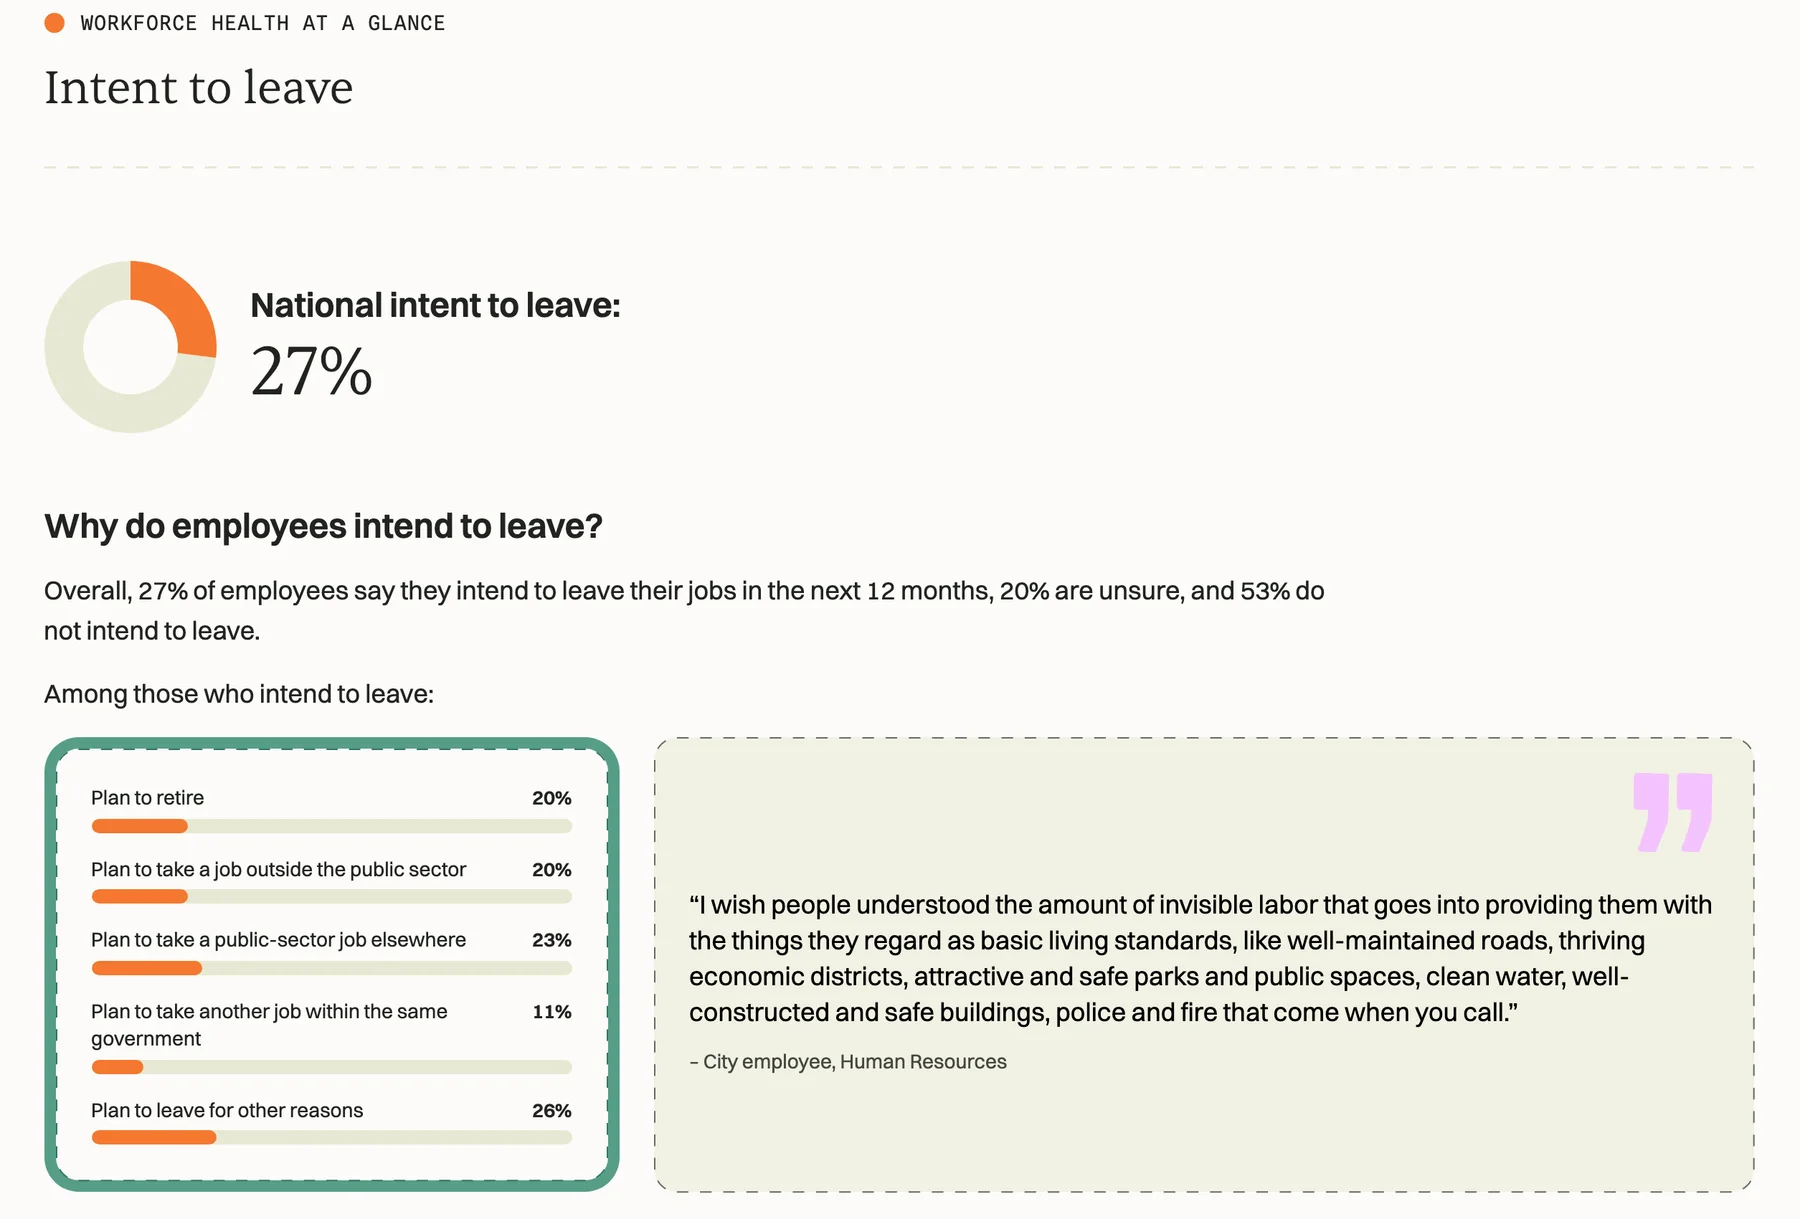 WORKFORCE HEALTH AT A GLANCE
Intent to leave
National intent to leave:
27%
Why do employees intend to leave?
Overall, 27% of employees say they intend to leave their jobs in the next 12 months, 20% are unsure, and 53% do
not intend to leave.
Among those who intend to leave:
Plan to retire 20%
Plan to take a job outside the public sector 20%
Plan to take a public-sector job elsewhere 23%
Plan to take another job within the same 11%
government
Plan to leave for other reasons 26%
”
“I wish people understood the amount of invisible labor that goes into providing them with
the things they regard as basic living standards, like well-maintained roads, thriving
economic districts, attractive and safe parks and public spaces, clean water, well-
constructed and safe buildings, police and fire that come when you call.”
– City employee, Human Resources